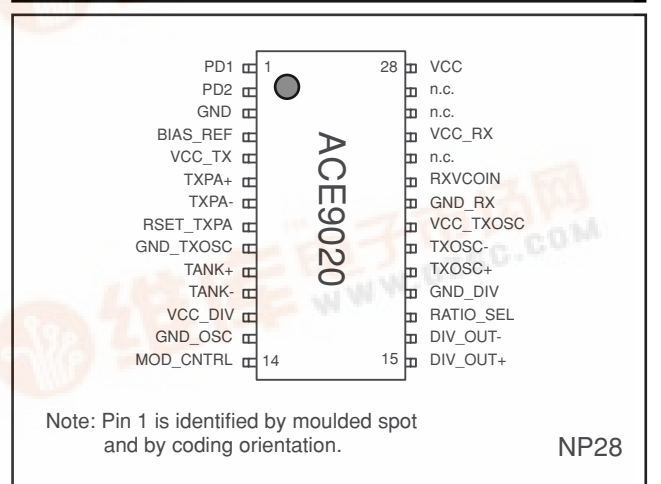 PD1 1 28 VCC
PD2 n.c.
GND n.c.
BIAS_REF VCC_RX
VCC_TX n.c.
TXPA+ RXVCOIN
TXPA- GND_RX
RSET_TXPA VCC_TXOSC
GND_TXOSC TXOSC-
TANK+ TXOSC+
TANK- GND_DIV
VCC_DIV RATIO_SEL
GND_OSC DIV_OUT-
MOD_CNTRL 14 15 DIV_OUT+
ACE9020
Note: Pin 1 is identified by moulded spot
and by coding orientation.
NP28